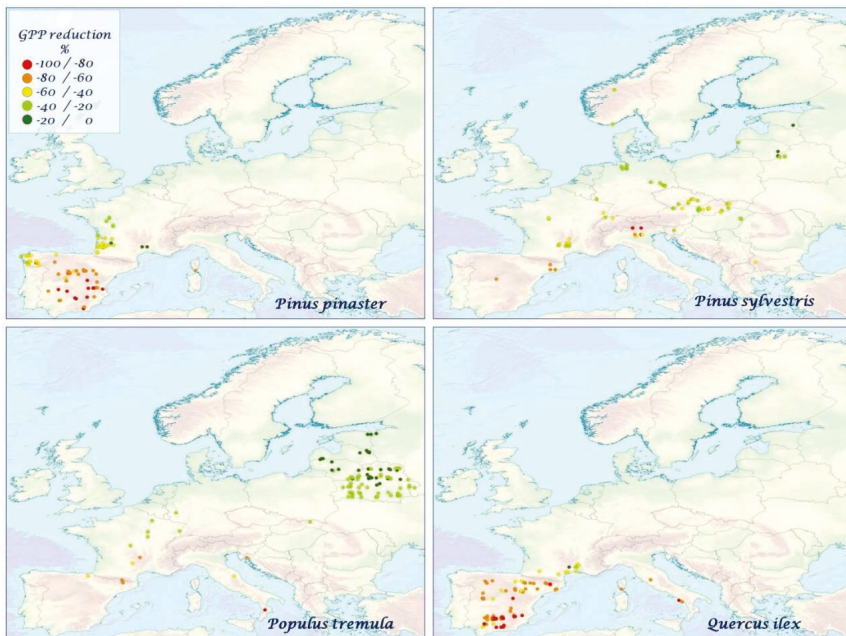 GPP reduction
%
-100 / -80
-80 / -60
-60 / -40
-40 / -20
-20 / 0
Pinus pinaster
Pinus sylvestris
Populus tremula
Quercus ilex